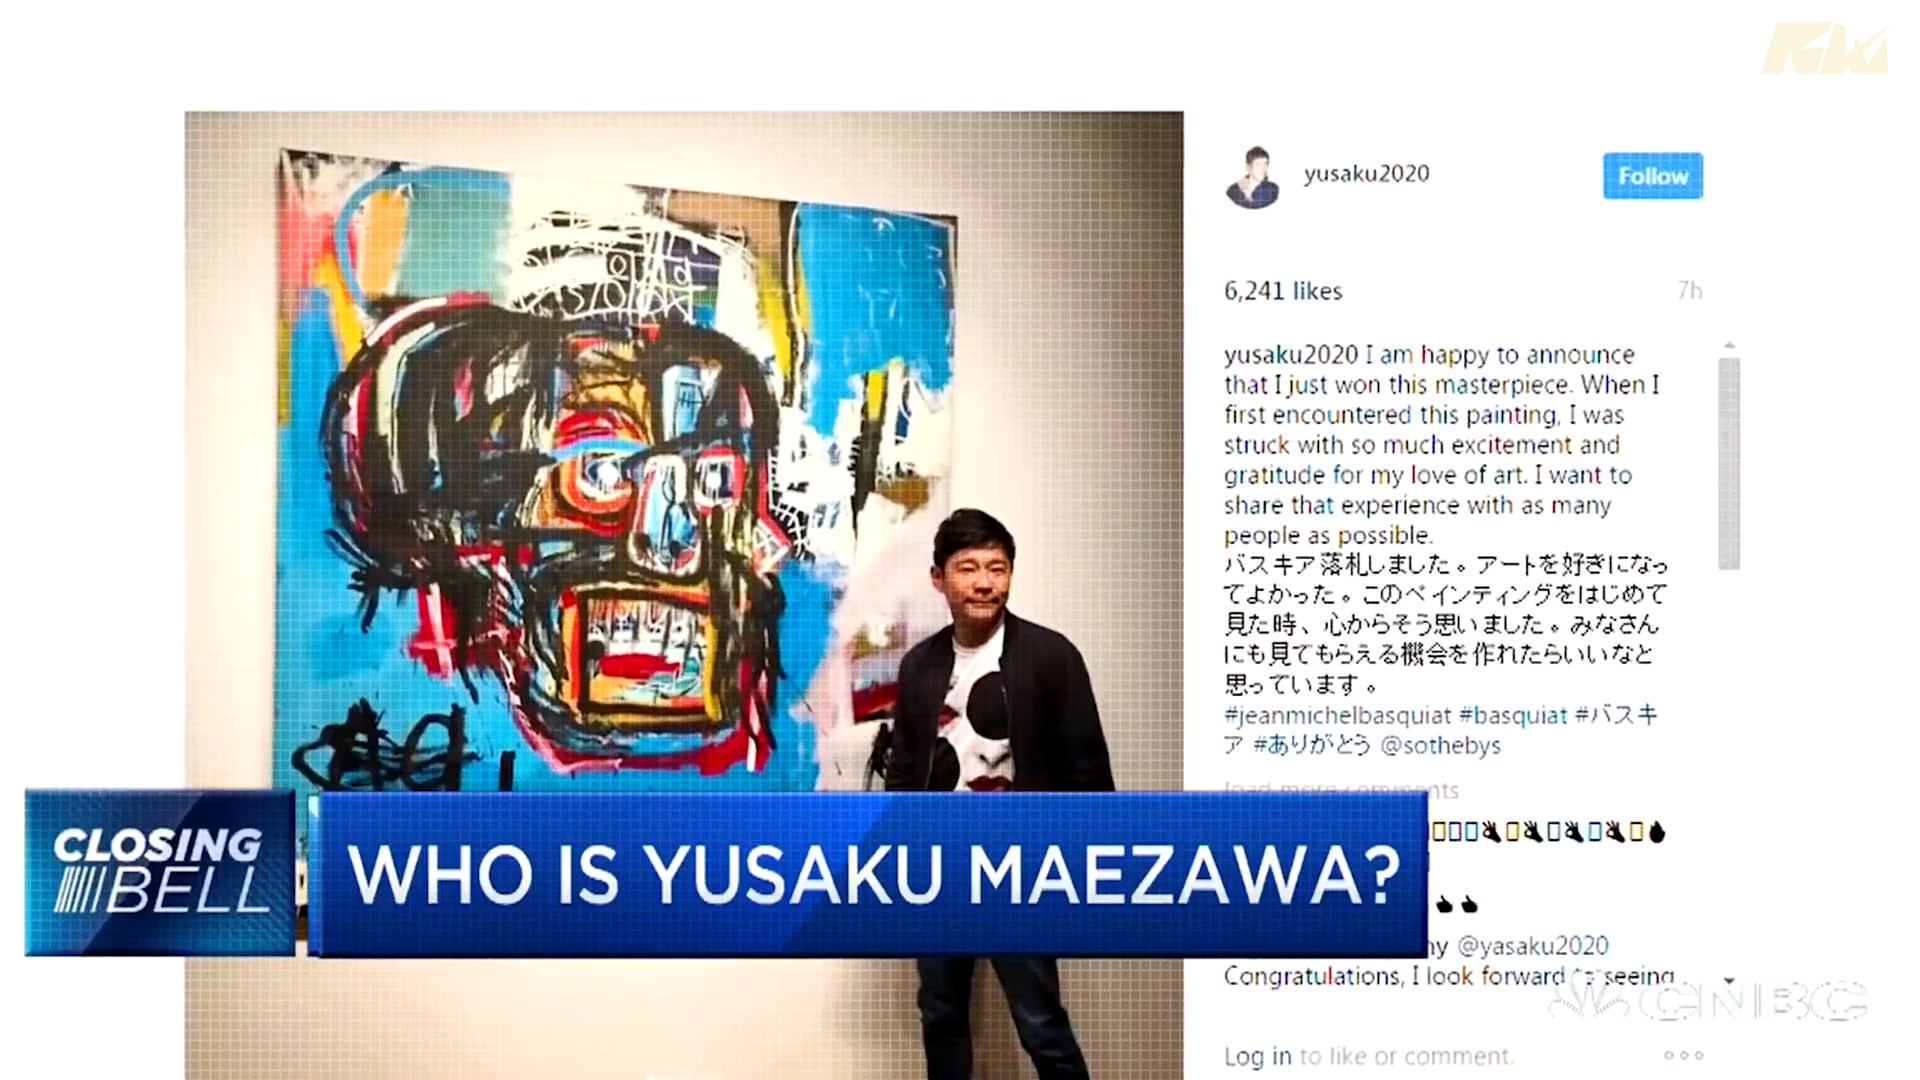 KW
yusaku2020
Follow
6,241 likes
7h
yusaku2020 I am happy to announce
that I just won this masterpiece. When I
first encountered this painting, I was
struck with so much excitement and
gratitude for my love of art. I want to
share that experience with as many
people as possible.
バスキア落札しました。アートを好きになっ
てよかった。このペインティングをはじめて
見た時、心からそう思いました。みなさん
にも見てもらえる機会を作れたらいいなと
思っています。
#jeanmichelbasquiat #basquiat #バスキ
ア #ありがとう @sothebys
load more comments
CLOSING
BELL
WHO IS YUSAKU MAEZAWA?
@yasaku2020
Congratulations, I look forward to seeing
CNBC
Log in to like or comment.